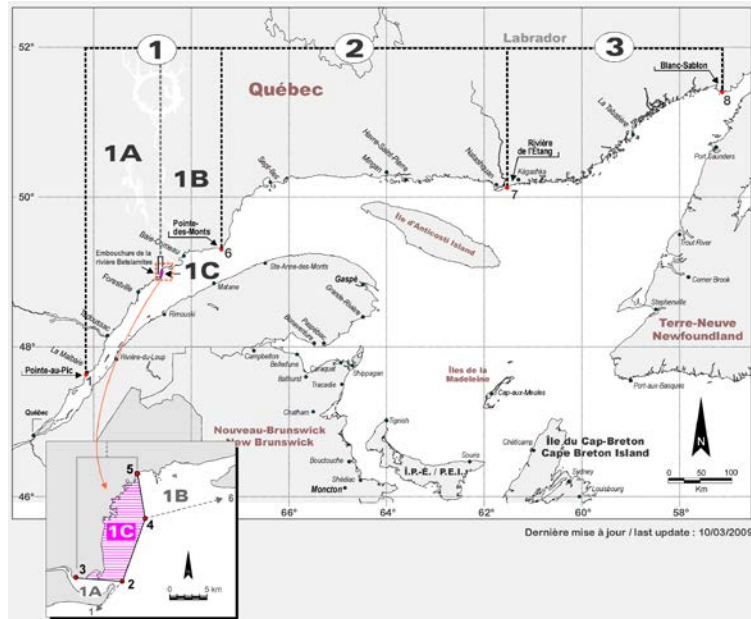 1
2
3
Labrador
52°
Blanc-Sablon
8
Québec
La Tabatière
1A
1B
Port Saunders
Sept-Iles
Havre-Saint-Pierre
Mingan
Natashquan
Rivière
de l'Étang
Kégashka
50°
7
Pointe-
des-Monts
6
Île d'Anticosti Island
Trout River
Baie-Comeau
Embouchure de la
rivière Betsiamites
1C
Ste-Anne-des-Monts
Matane
Gaspé
Grande-Rivière
Corner Brook
Forestville
Rimouski
Stephenville
Tadoussac
Paspébiac
Bonaventure
Terre-Neuve
Newfoundland
48°
La Malbaie
Rivière-du-Loup
Campbellton
Belledune
Bathurst
Caraquet
Shippagan
Tracadie
Pointe-au-Pic
Îles de la
Madeleine
Port-aux-Basques
Cap-aux-Meules
Chatham
Tignish
Québec
Nouveau-Brunswick
New Brunswick
Chéticamp
Île du Cap-Breton
Cape Breton Island
N
Bouctouche
Souris
Î.P.-É. / P.E.I.
Sydney
Louisbourg
0 50 100
Km
Shédiac
Moncton
46°
66°
64°
62°
60°
58°
Dernière mise à jour / last update : 10/03/2009
5
1B
6
4
1C
3
2
1A
1
N
0 5 km